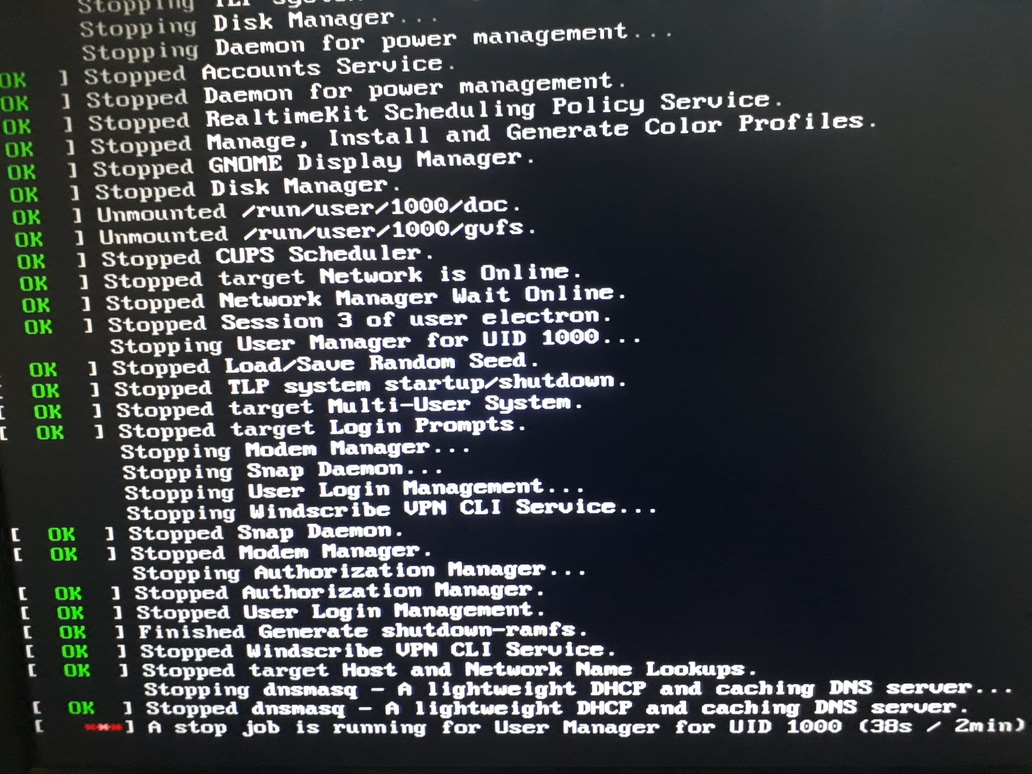 Stopping TLP system
Stopping Disk Manager...
Stopping Daemon for power management...
OK ] Stopped Accounts Service.
OK ] Stopped Daemon for power management.
OK ] Stopped RealtimeKit Scheduling Policy Service.
OK ] Stopped Manage, Install and Generate Color Profiles.
OK ] Stopped GNOME Display Manager.
OK ] Stopped Disk Manager.
OK ] Unmounted /run/user/1000/doc.
OK ] Unmounted /run/user/1000/gvfs.
OK ] Stopped CUPS Scheduler.
OK ] Stopped target Network is Online.
OK ] Stopped Network Manager Wait Online.
OK ] Stopped Session 3 of user electron.
Stopping User Manager for UID 1000...
OK ] Stopped Load/Save Random Seed.
[ OK ] Stopped TLP system startup/shutdown.
[ OK ] Stopped target Multi-User System.
[ OK ] Stopped target Login Prompts.
Stopping Modem Manager...
Stopping Snap Daemon...
Stopping User Login Management...
Stopping Windscribe VPN CLI Service...
[ OK ] Stopped Snap Daemon.
[ OK ] Stopped Modem Manager.
Stopping Authorization Manager...
[ OK ] Stopped Authorization Manager.
[ OK ] Stopped User Login Management.
[ OK ] Finished Generate shutdown-ramfs.
[ OK ] Stopped Windscribe VPN CLI Service.
[ OK ] Stopped target Host and Network Name Lookups.
Stopping dnsmasq - A lightweight DHCP and caching DNS server...
[ OK ] Stopped dnsmasq - A lightweight DHCP and caching DNS server.
[ ***] A stop job is running for User Manager for UID 1000 (38s / 2min)